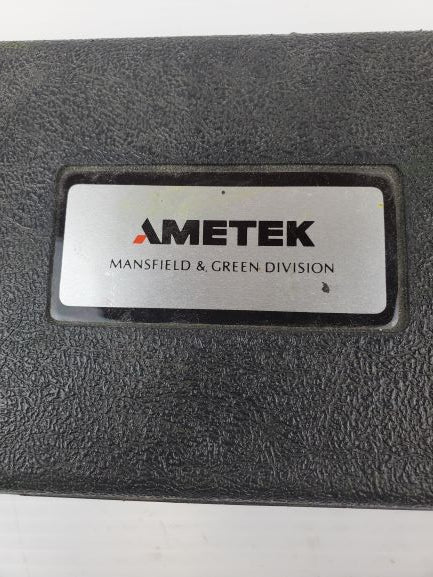 AMETEK
MANSFIELD & GREEN DIVISION